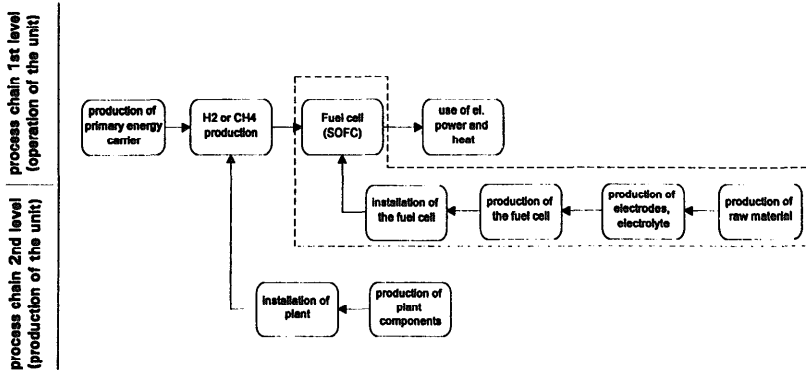 process chain 1st level
(operation of the unit)
process chain 2nd level
(production of the unit)
production of
primary energy
carrier
H2 or CH4
production
Fuel cell
(SOFC)
use of el.
power and
heat
installation of
the fuel cell
production of
the fuel cell
production of
electrodes,
electrolyte
production of
raw material
installation of
plant
production of
plant
components